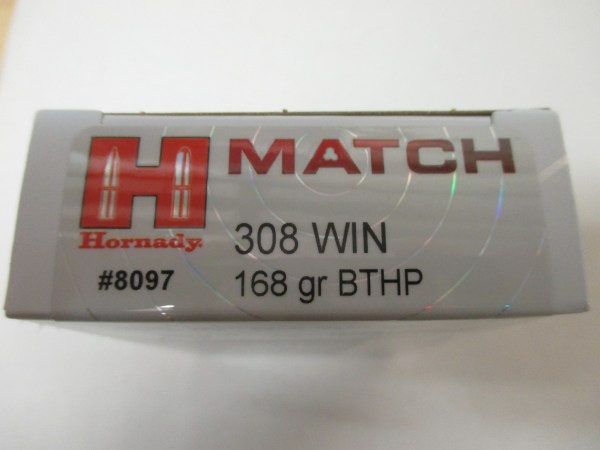 H MATCH
Hornady
308 WIN
#8097
168 gr BTHP